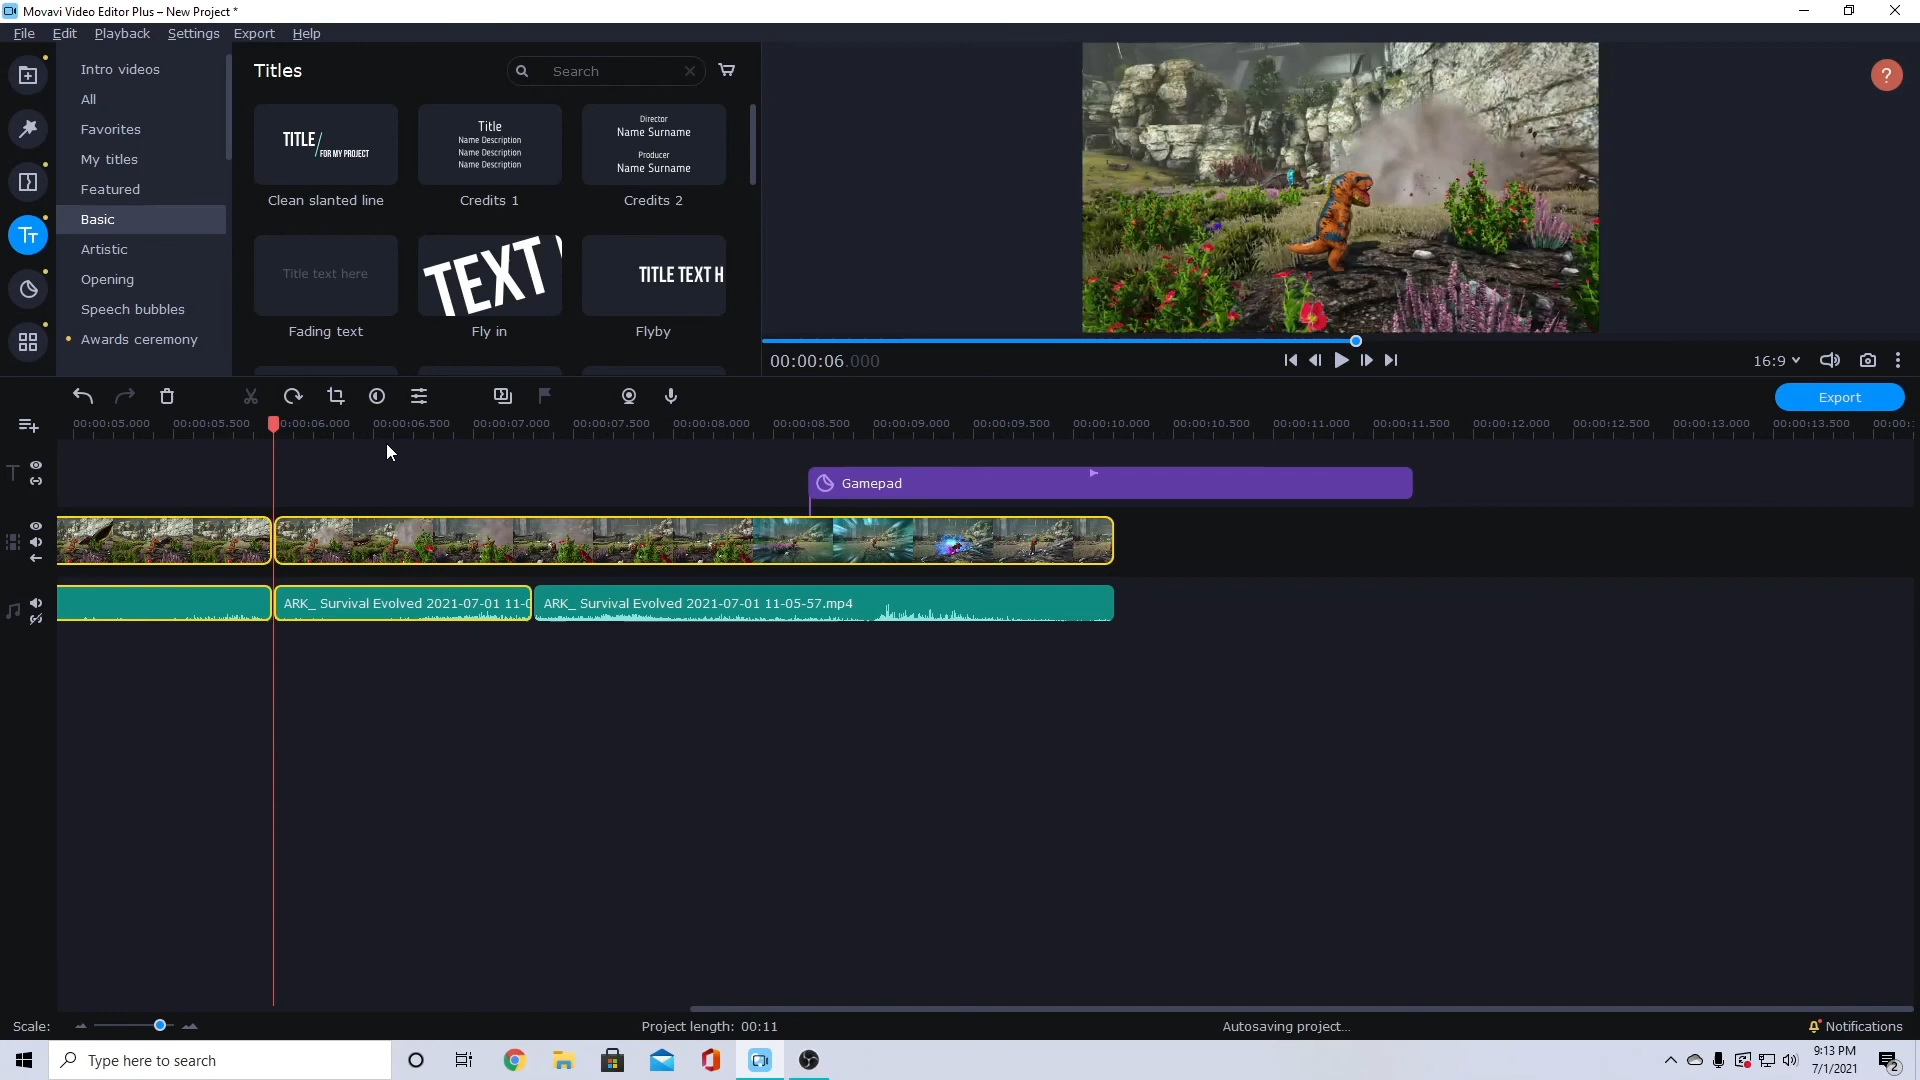 Movavi Video Editor Plus – New Project *
File Edit Playback Settings Export Help
Intro videos
All
Favorites
My titles
Featured
Basic
Artistic
Opening
Speech bubbles
Awards ceremony
Titles
Search
TITLE
FOR MY PROJECT
Clean slanted line
Title
Name Description
Name Description
Name Description
Credits 1
Director
Name Surname
Producer
Name Surname
Credits 2
Title text here
Fading text
TEXT
Fly in
TITLE TEXT H
Flyby
?
00:00:06.000
16:9
Export
00:00:05.000 00:00:05.500 0:00:06.000 00:00:06.500 00:00:07.000 00:00:07.500 00:00:08.000 00:00:08.500 00:00:09.000 00:00:09.500 00:00:10.000 00:00:10.500 00:00:11.000 00:00:11.500 00:00:12.000 00:00:12.500 00:00:13.000 00:00:13.500 00:00:
Gamepad
ARK_ Survival Evolved 2021-07-01 11-0
ARK_ Survival Evolved 2021-07-01 11-05-57.mp4
Scale:
Project length: 00:11
Autosaving project...
Notifications
Type here to search
9:13 PM
7/1/2021
2